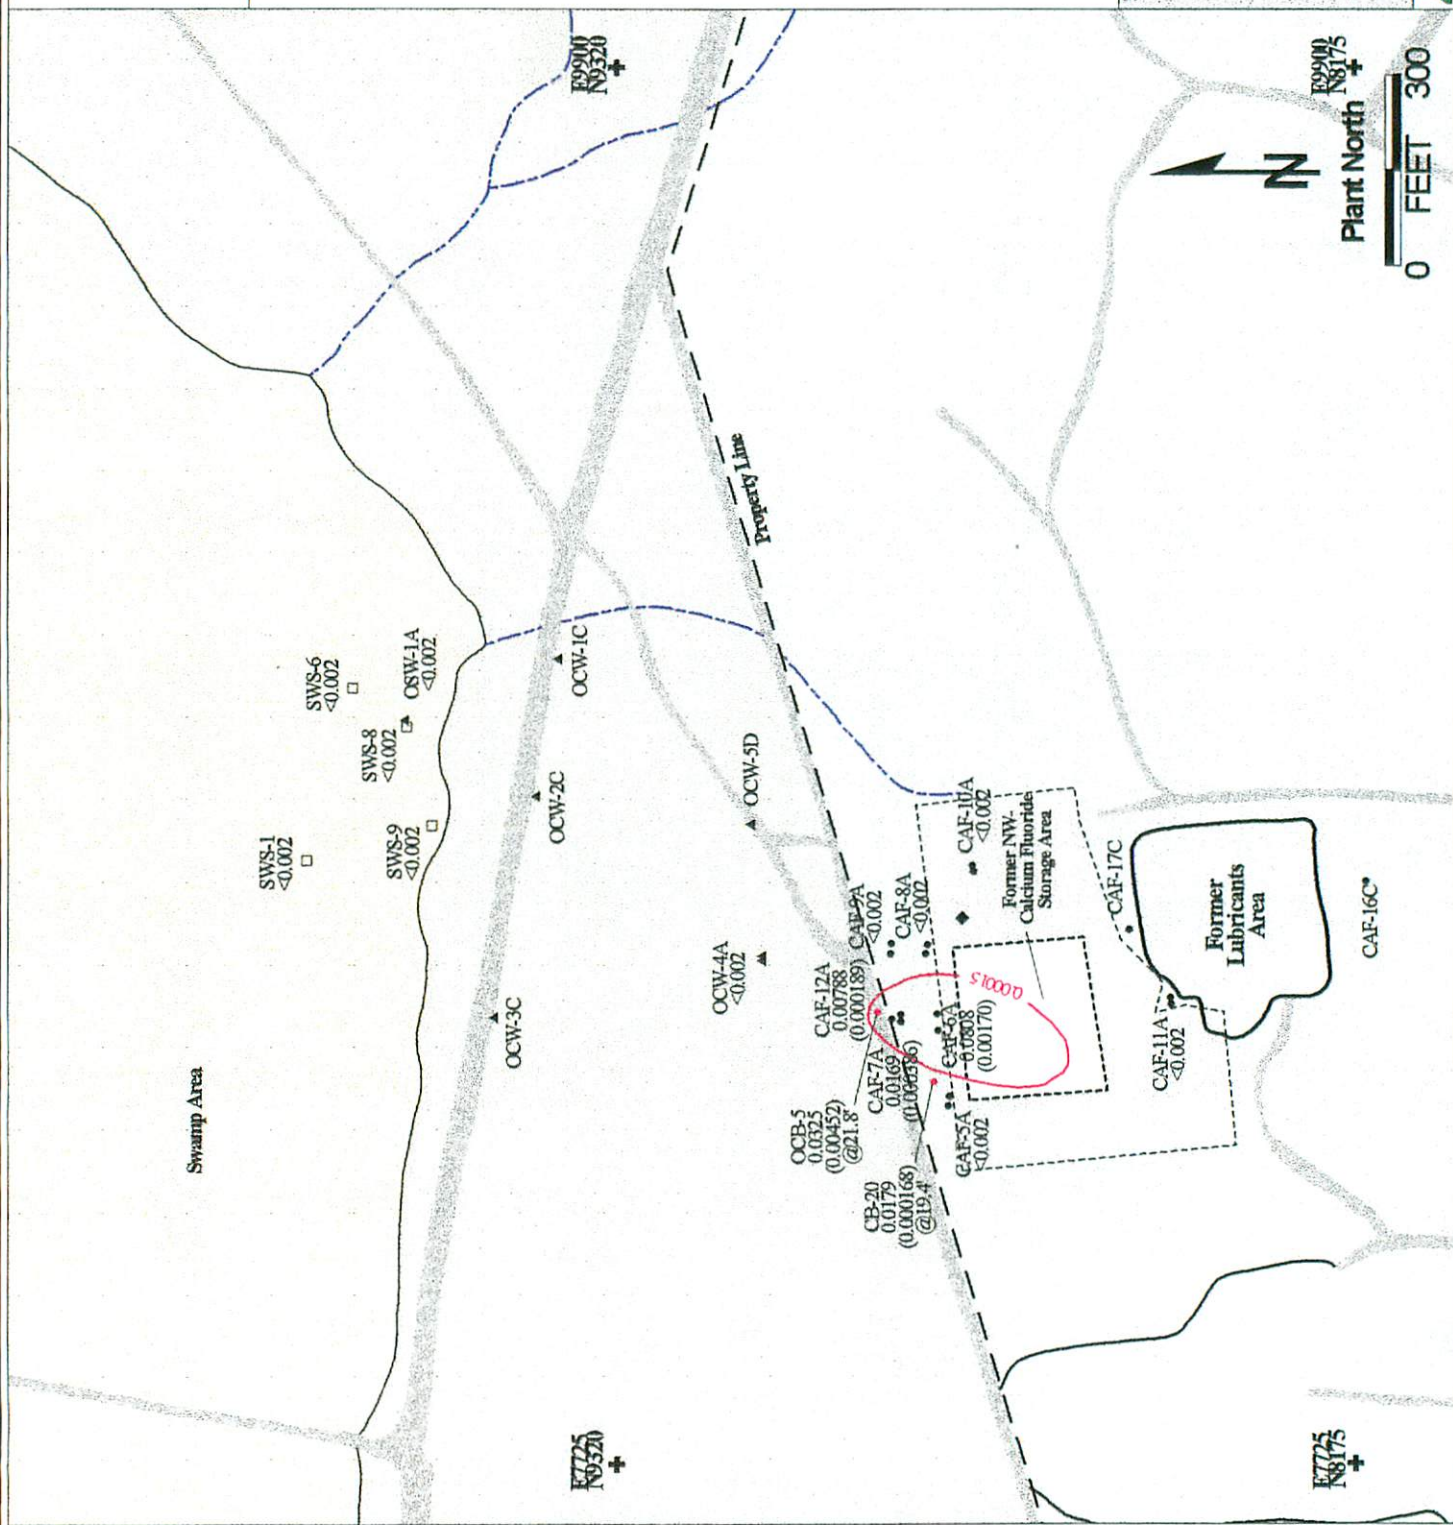 E9900
N9320
E9900
N8175
Plant North
N
0 FEET 300
Property Line
SWS-6
<0.002
OSW-1A
<0.002
SWS-8
<0.002
SWS-1
<0.002
SWS-9
<0.002
OCW-1C
OCW-2C
OCW-3C
OCW-5D
OCW-4A
<0.002
Swamp Area
CAF-9A
<0.002
CAF-8A
<0.002
CAF-10A
<0.002
Former NW-
Calcium Fluoride
Storage Area
CAF-17C
Former
Lubricants
Area
CAF-16C
CAF-12A
0.00788
(0.000189)
0.00015
CAF-7A
0.0169
(0.000386)
CAF-6A
0.0808
(0.00170)
OCB-5
0.0325
(0.00452)
@21.8'
CB-20
0.0179
(0.000168)
@19.4'
CAF-5A
<0.002
CAF-11A
<0.002
E7725
N9320
E7725
N8175